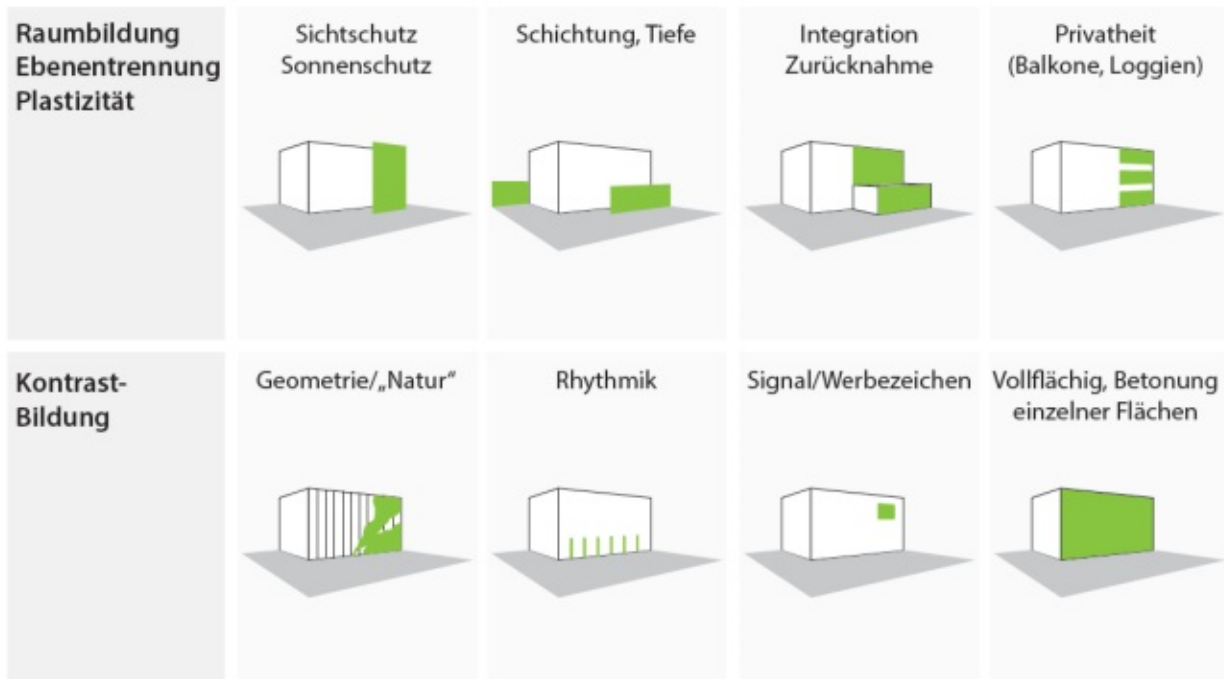 Raumbildung
Ebenentrennung
Plastizität
Sichtschutz
Sonnenschutz
Schichtung, Tiefe
Integration
Zurücknahme
Privatheit
(Balkone, Loggien)
Kontrast-
Bildung
Geometrie/„Natur“
Rhythmik
Signal/Werbezeichen
Vollflächig, Betonung
einzelner Flächen